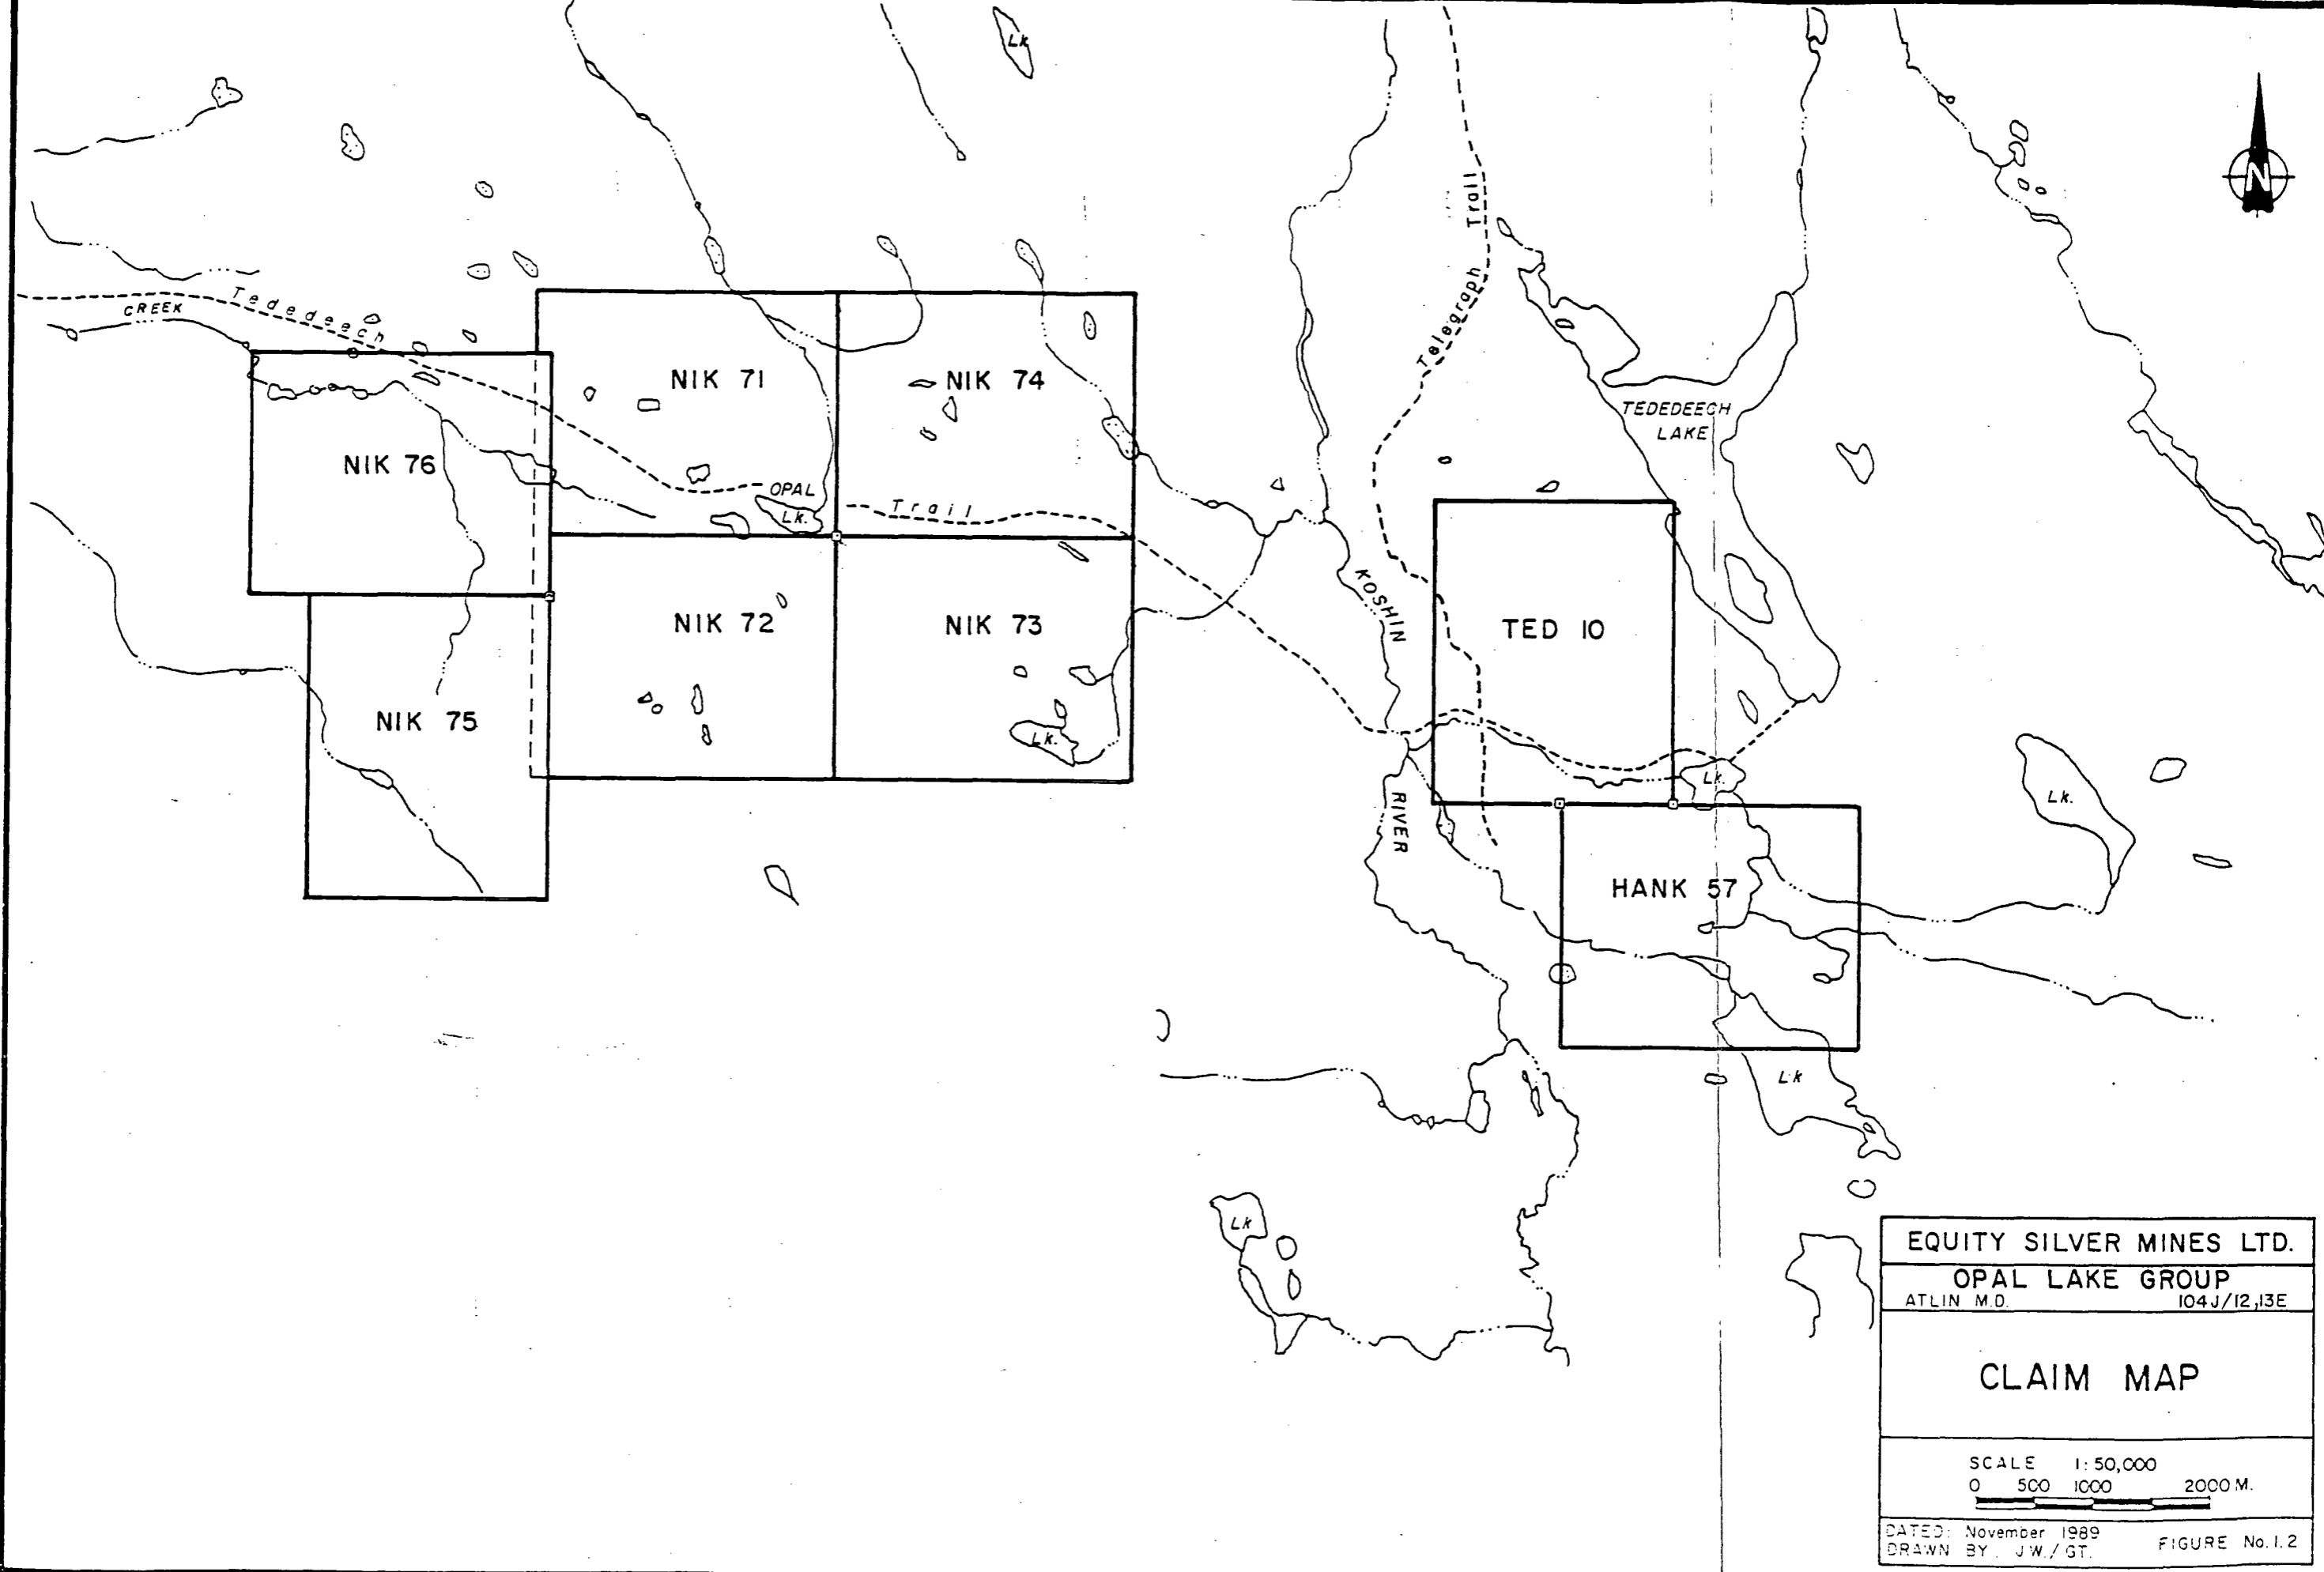 Lk
N
Telegraph Trail
CREEK
Tededeech
NIK 71
NIK 74
TEDEDEECH
LAKE
NIK 76
OPAL
Lk.
Trail
KOSHIN
NIK 72
NIK 73
TED 10
NIK 75
Lk.
Lk.
Lk.
RIVER
HANK 57
Lk
Lk
EQUITY SILVER MINES LTD.
OPAL LAKE GROUP
ATLIN M.D. 104J/12,13E
CLAIM MAP
SCALE 1:50,000
0 500 1000 2000 M.
DATED: November 1989
DRAWN BY. J.W./GT.
FIGURE No.1.2